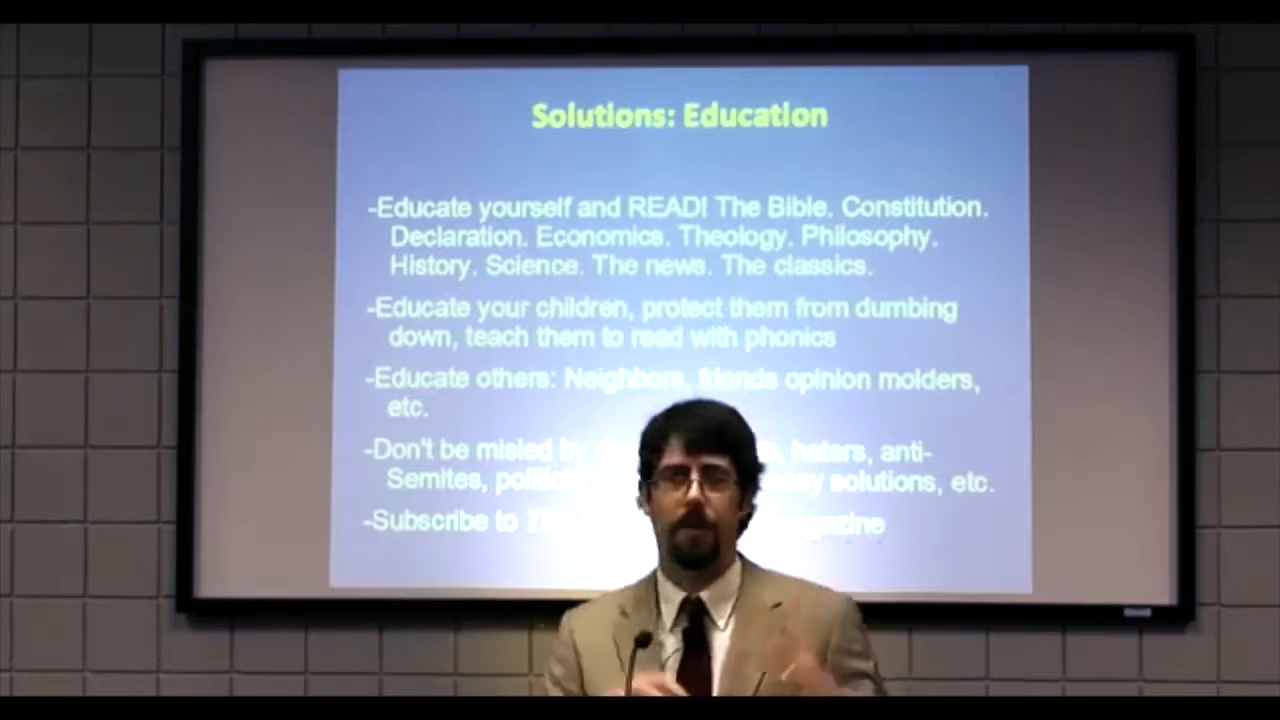 Solutions: Education
-Educate yourself and READ! The Bible. Constitution.
Declaration. Economics. Theology. Philosophy.
History. Science. The news. The classics.
-Educate your children, protect them from dumbing
down, teach them to read with phonics
-Educate others: Neighbors, friends opinion molders,
etc.
-Don't be misled by haters, anti-
Semites, solutions, etc.
-Subscribe to